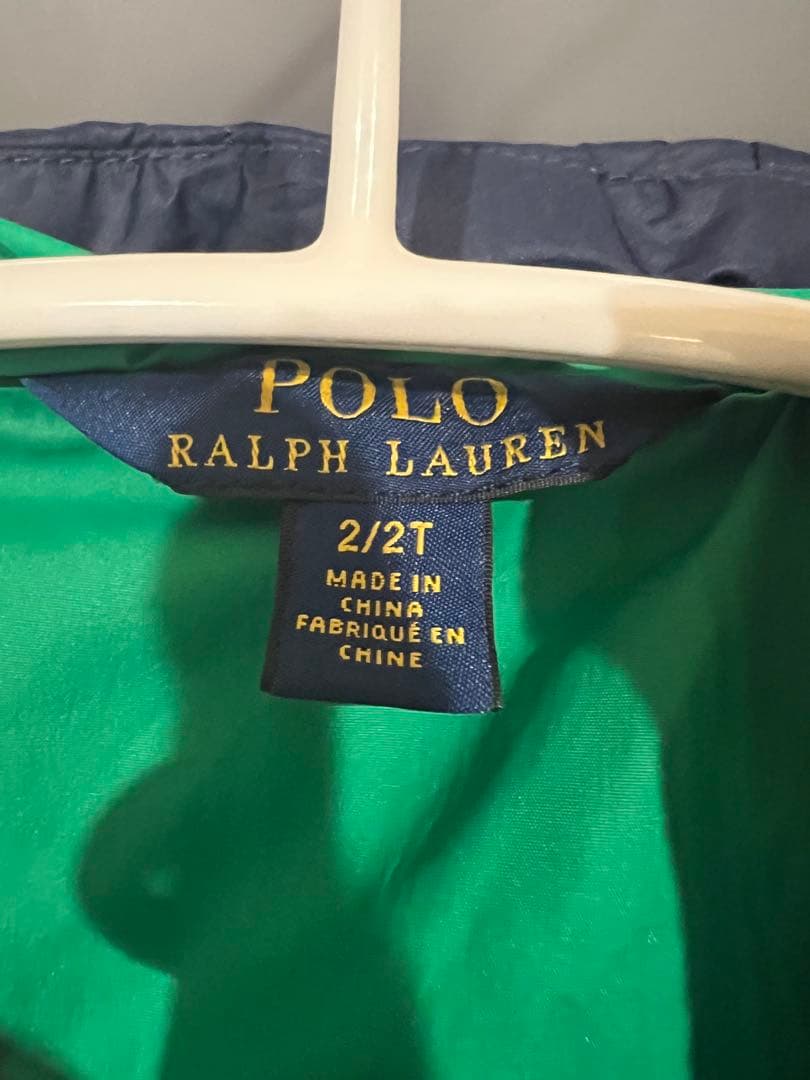 POLO
RALPH LAUREN
2/2T
MADE IN
CHINA
FABRIQUÉ EN
CHINE